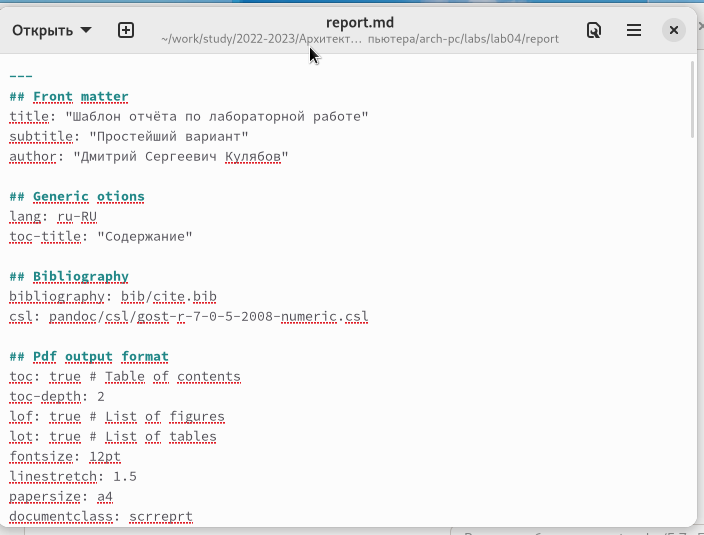 Открыть
report.md
~/work/study/2022-2023/Архитект… пьютера/arch-pc/labs/lab04/report
---
## Front matter
title: "Шаблон отчёта по лабораторной работе"
subtitle: "Простейший вариант"
author: "Дмитрий Сергеевич Кулябов"
## Generic otions
lang: ru-RU
toc-title: "Содержание"
## Bibliography
bibliography: bib/cite.bib
csl: pandoc/csl/gost-r-7-0-5-2008-numeric.csl
## Pdf output format
toc: true # Table of contents
toc-depth: 2
lof: true # List of figures
lot: true # List of tables
fontsize: 12pt
linestretch: 1.5
papersize: a4
documentclass: scrreprt